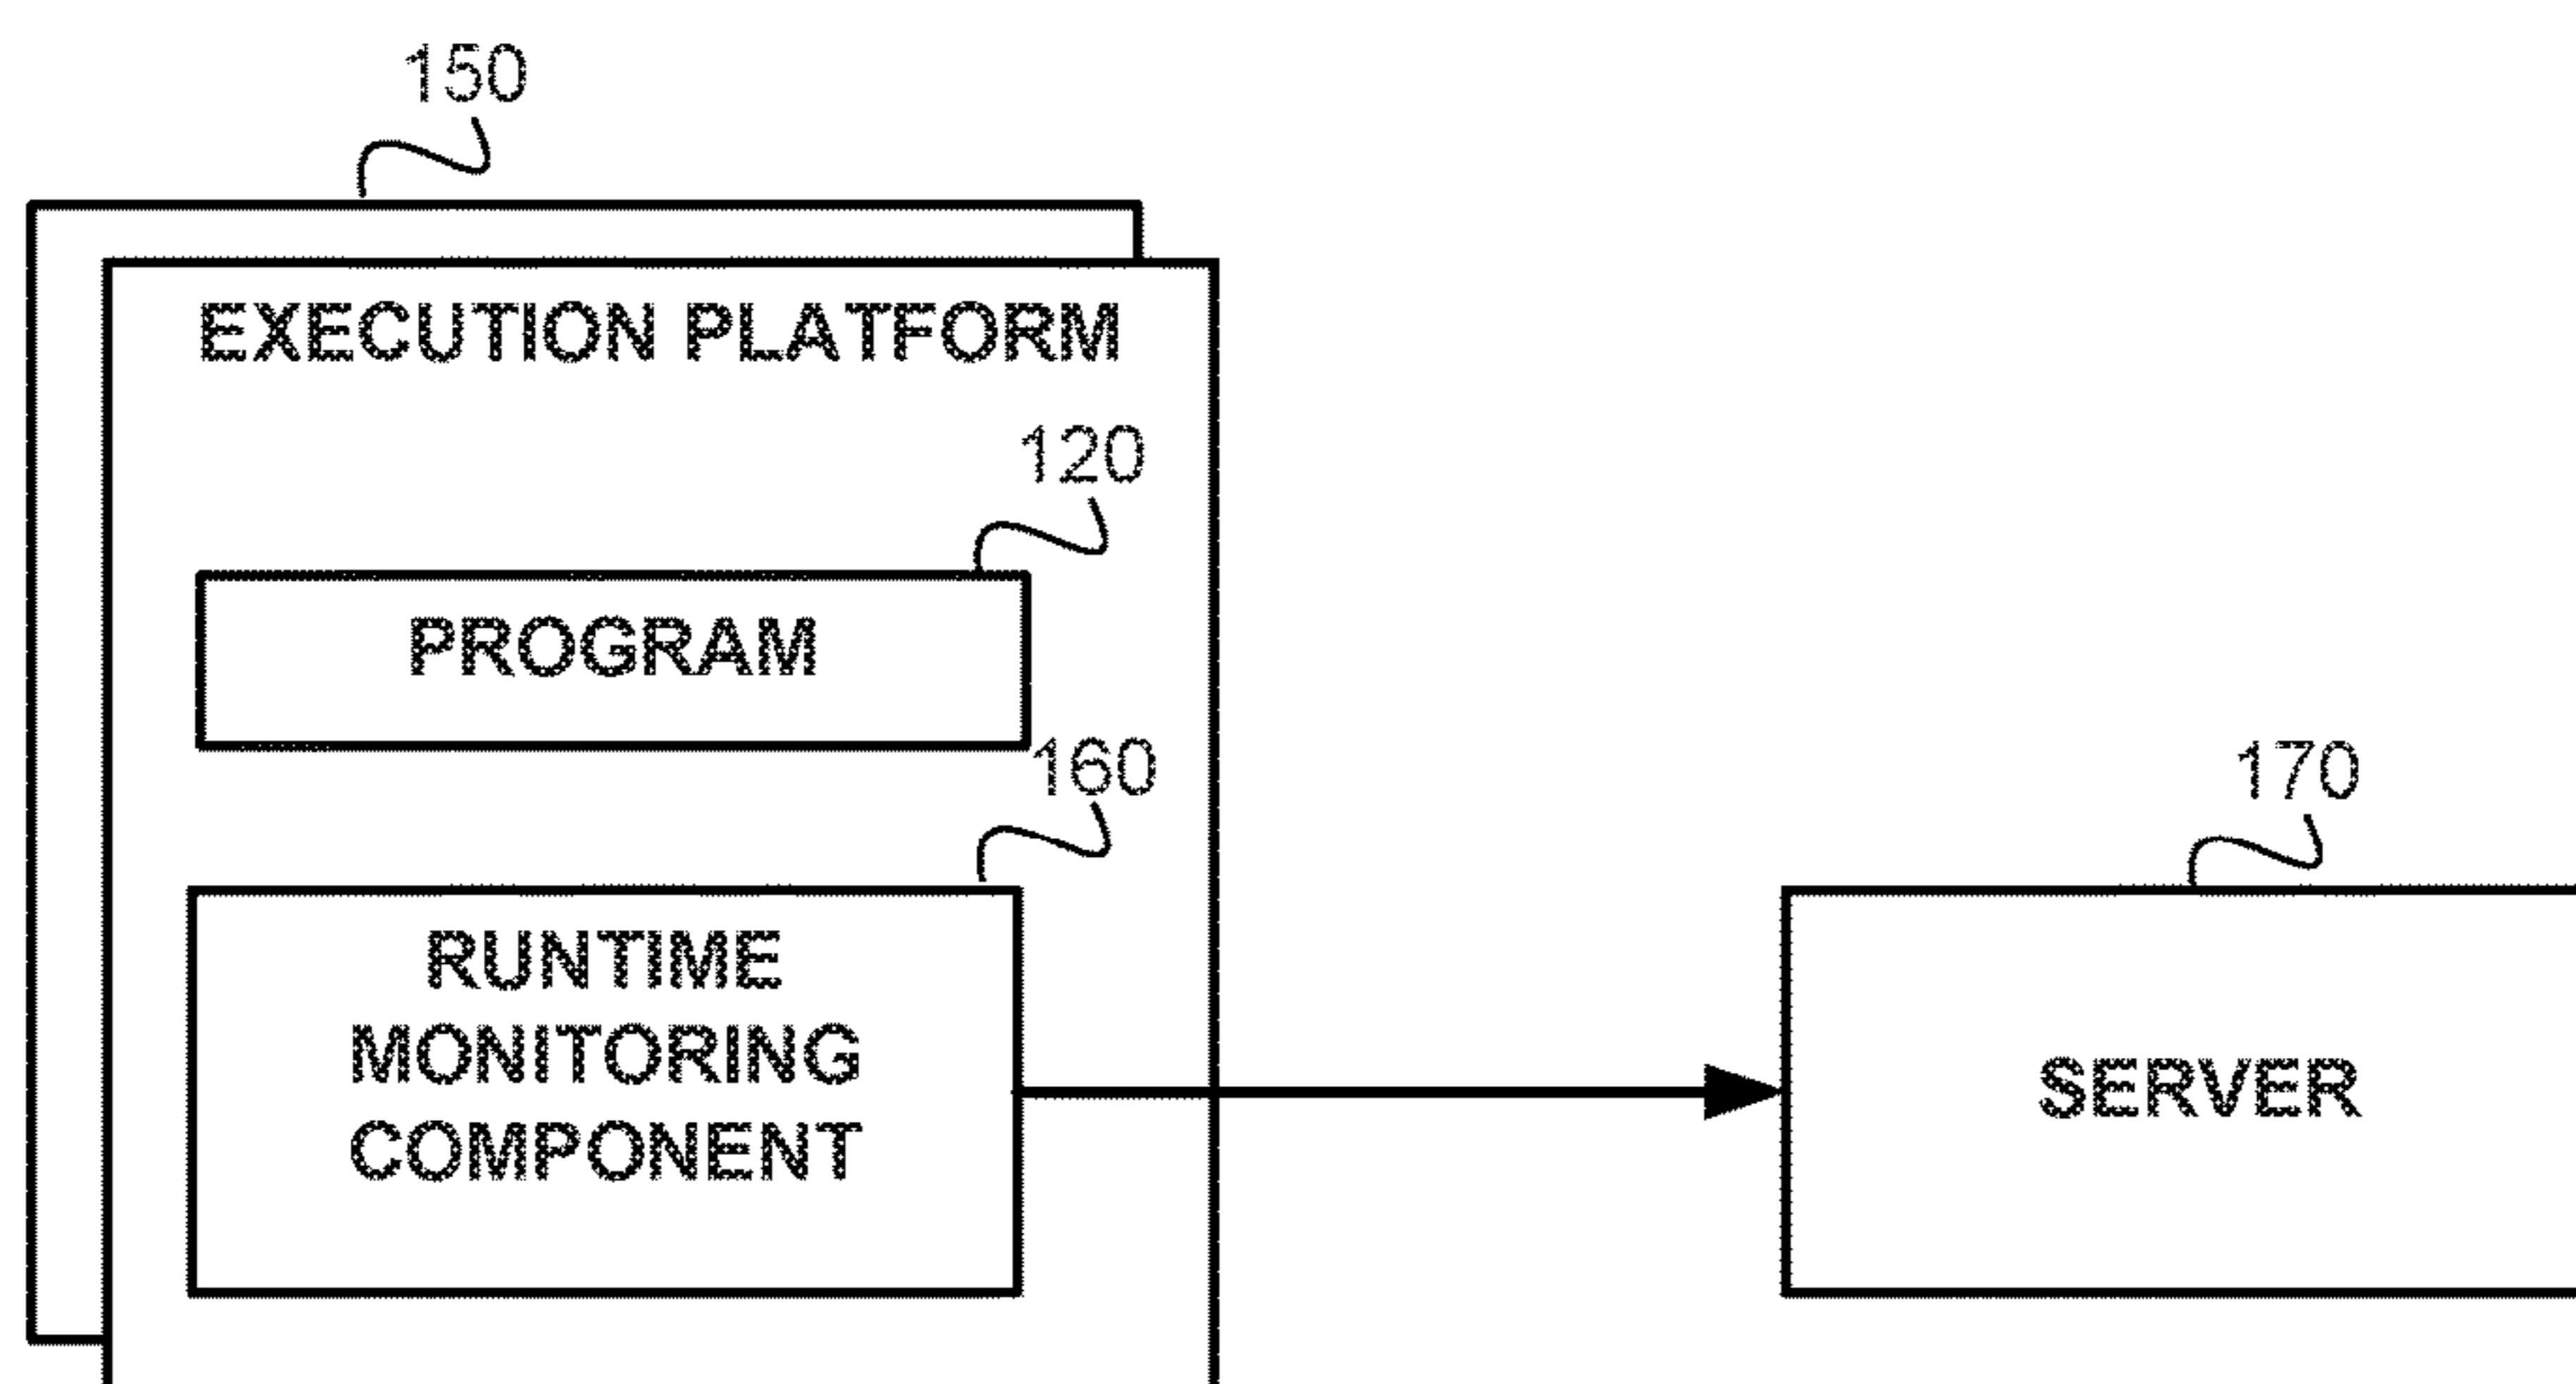 150
EXECUTION PLATFORM
120
PROGRAM
160
170
RUNTIME
MONITORING
COMPONENT
SERVER